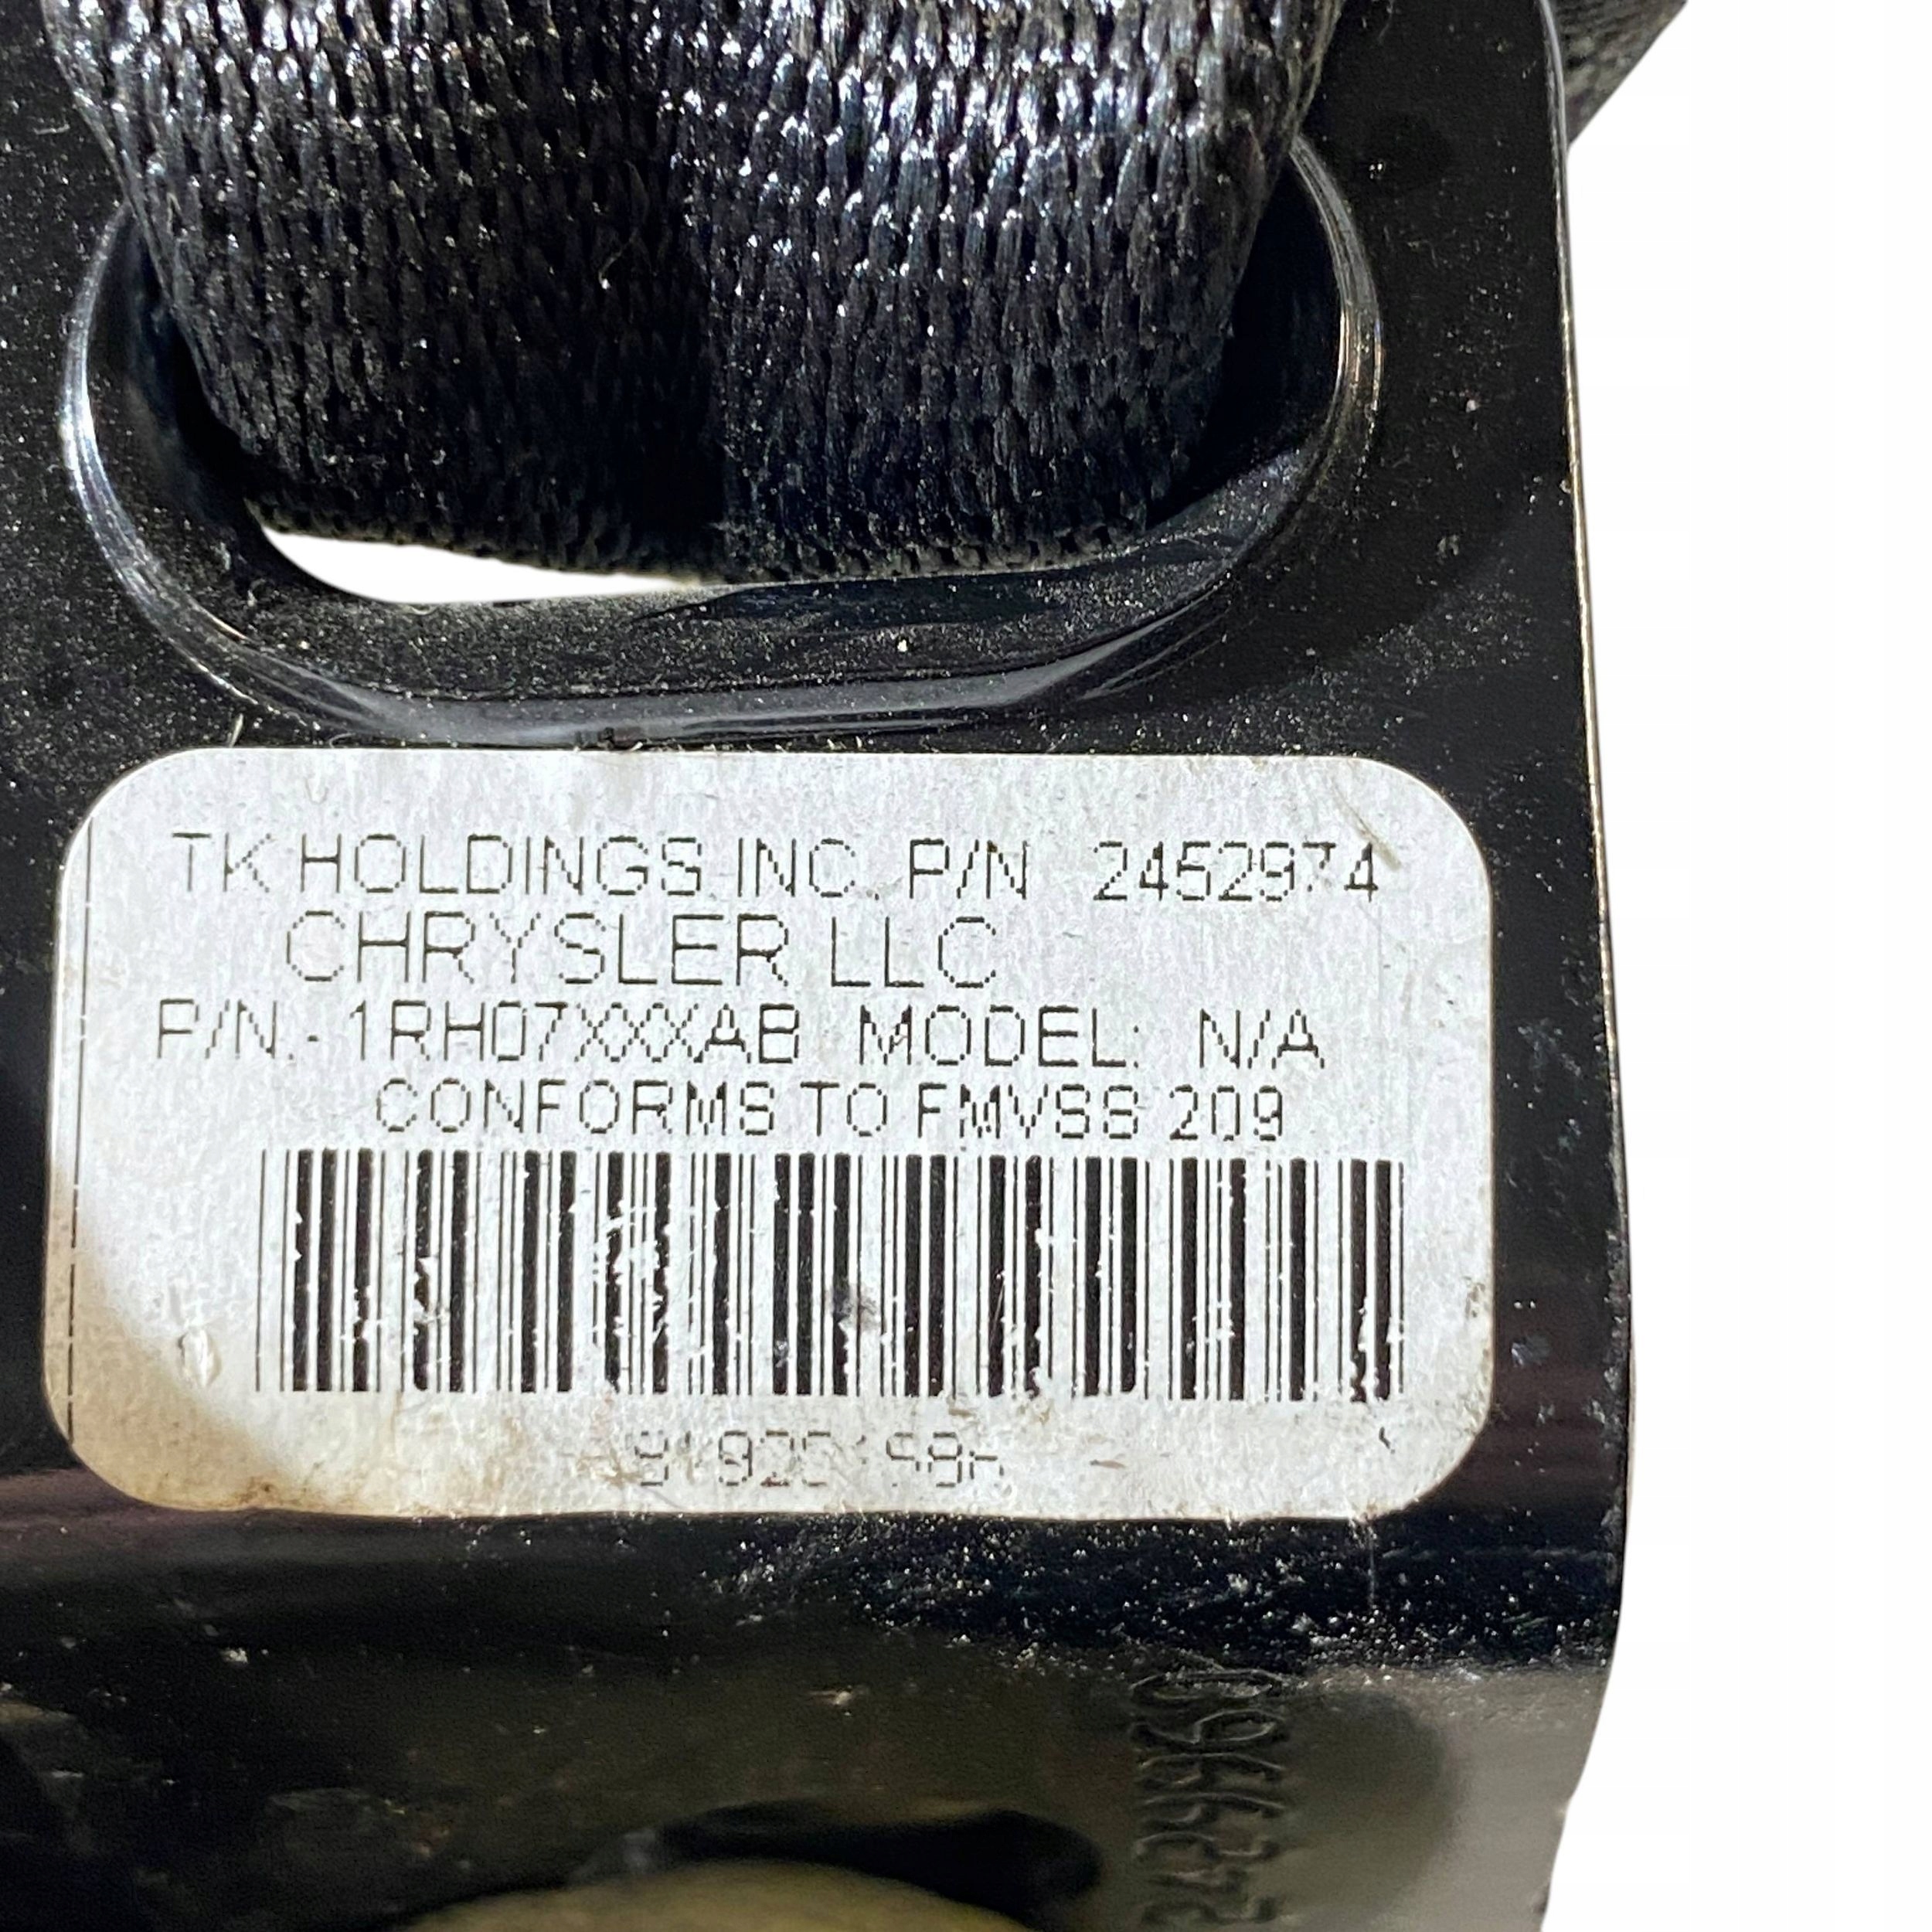 TK HOLDINGS INC. P/N 2452974
CHRYSLER LLC
P/N:-1RH07XXXAB MODEL: N/A
CONFORMS TO FMVSS 209